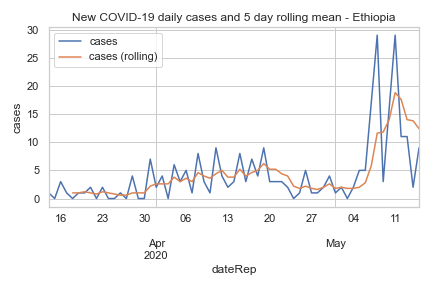 New COVID-19 daily cases and 5 day rolling mean - Ethiopia
cases
cases (rolling)
30
25
20
15
10
5
0
cases
16 23 30 06 13 20 27 04 11
Apr May
2020
dateRep